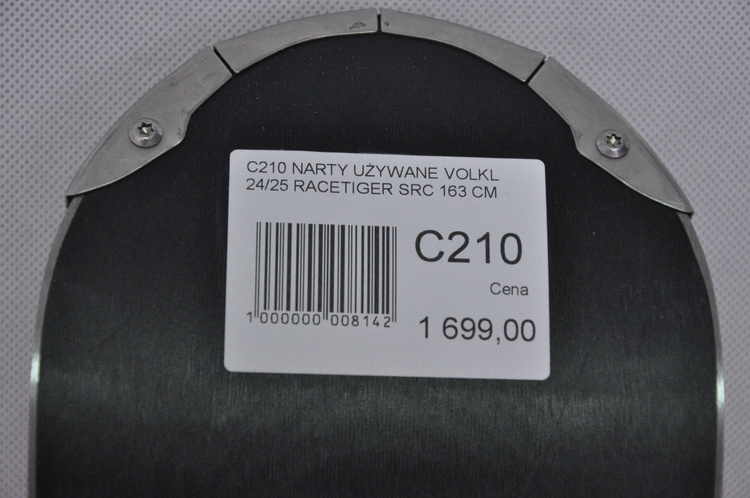 C210 NARTY UŻYWANE VOLKL
24/25 RACETIGER SRC 163 CM
C210
Cena
1 000000 008142
1 699,00